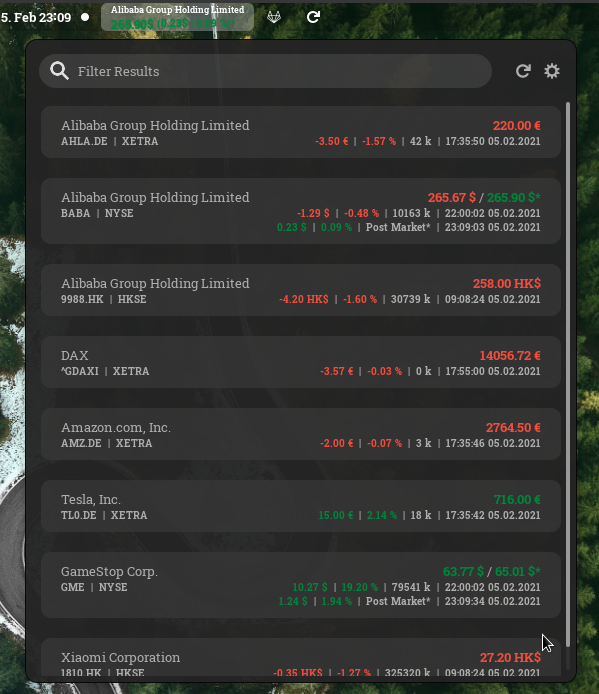 5. Feb 23:09
Alibaba Group Holding Limited
Filter Results
Alibaba Group Holding Limited 220.00 €
AHLA.DE | XETRA -3.50 € | -1.57 % | 42 k | 17:35:50 05.02.2021
Alibaba Group Holding Limited 265.67 $ / 265.90 $*
BABA | NYSE -1.29 $ | -0.48 % | 10163 k | 22:00:02 05.02.2021
0.23 $ | 0.09 % | Post Market* | 23:09:03 05.02.2021
Alibaba Group Holding Limited 258.00 HK$
9988.HK | HKSE -4.20 HK$ | -1.60 % | 30739 k | 09:08:24 05.02.2021
DAX 14056.72 €
^GDAXI | XETRA -3.57 € | -0.03 % | 0 k | 17:55:00 05.02.2021
Amazon.com, Inc. 2764.50 €
AMZ.DE | XETRA -2.00 € | -0.07 % | 3 k | 17:35:46 05.02.2021
Tesla, Inc. 716.00 €
TL0.DE | XETRA 15.00 € | 2.14 % | 18 k | 17:35:42 05.02.2021
GameStop Corp. 63.77 $ / 65.01 $*
GME | NYSE 10.27 $ | 19.20 % | 79541 k | 22:00:02 05.02.2021
1.24 $ | 1.94 % | Post Market* | 23:09:34 05.02.2021
Xiaomi Corporation 27.20 HK$
1810.HK | HKSE -0.35 HK$ | -1.27 % | 325320 k | 09:08:24 05.02.2021